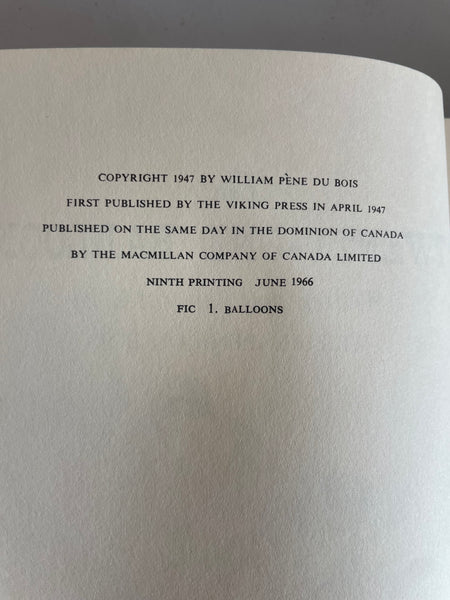 COPYRIGHT 1947 BY WILLIAM PÈNE DU BOIS
FIRST PUBLISHED BY THE VIKING PRESS IN APRIL 1947
PUBLISHED ON THE SAME DAY IN THE DOMINION OF CANADA
BY THE MACMILLAN COMPANY OF CANADA LIMITED
NINTH PRINTING JUNE 1966
FIC 1. BALLOONS